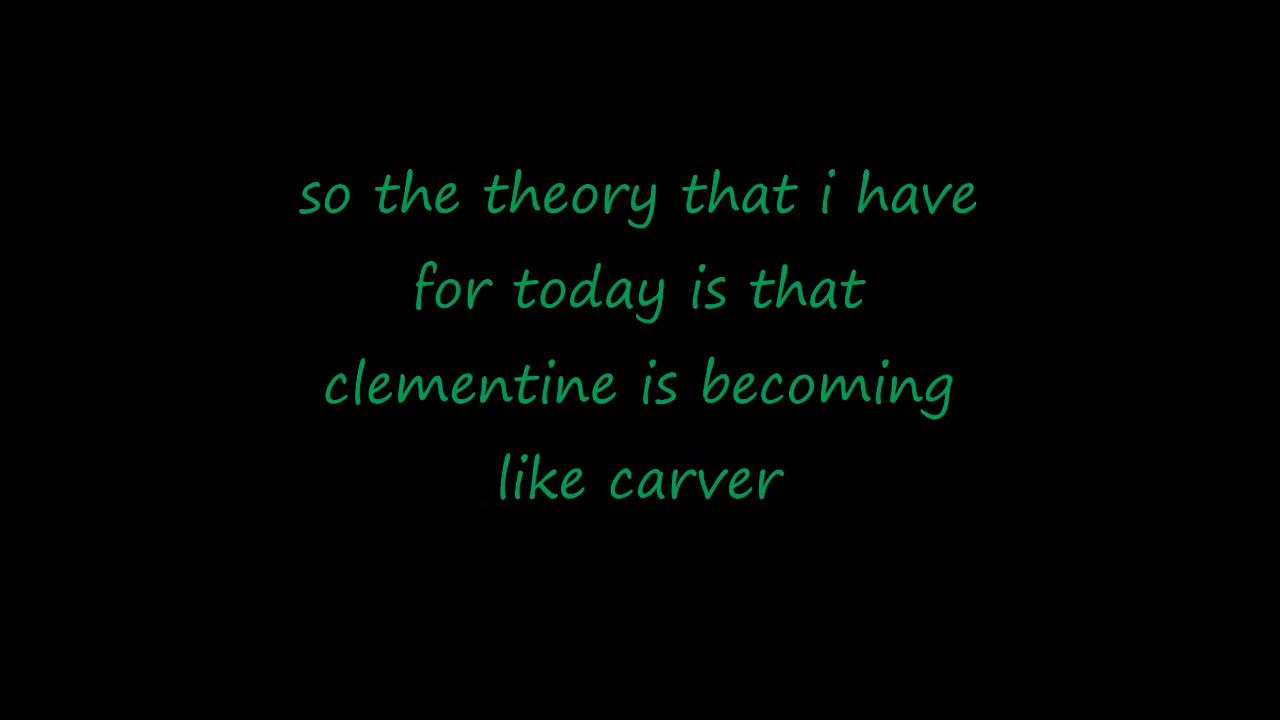 so the theory that i have
for today is that
clementine is becoming
like carver